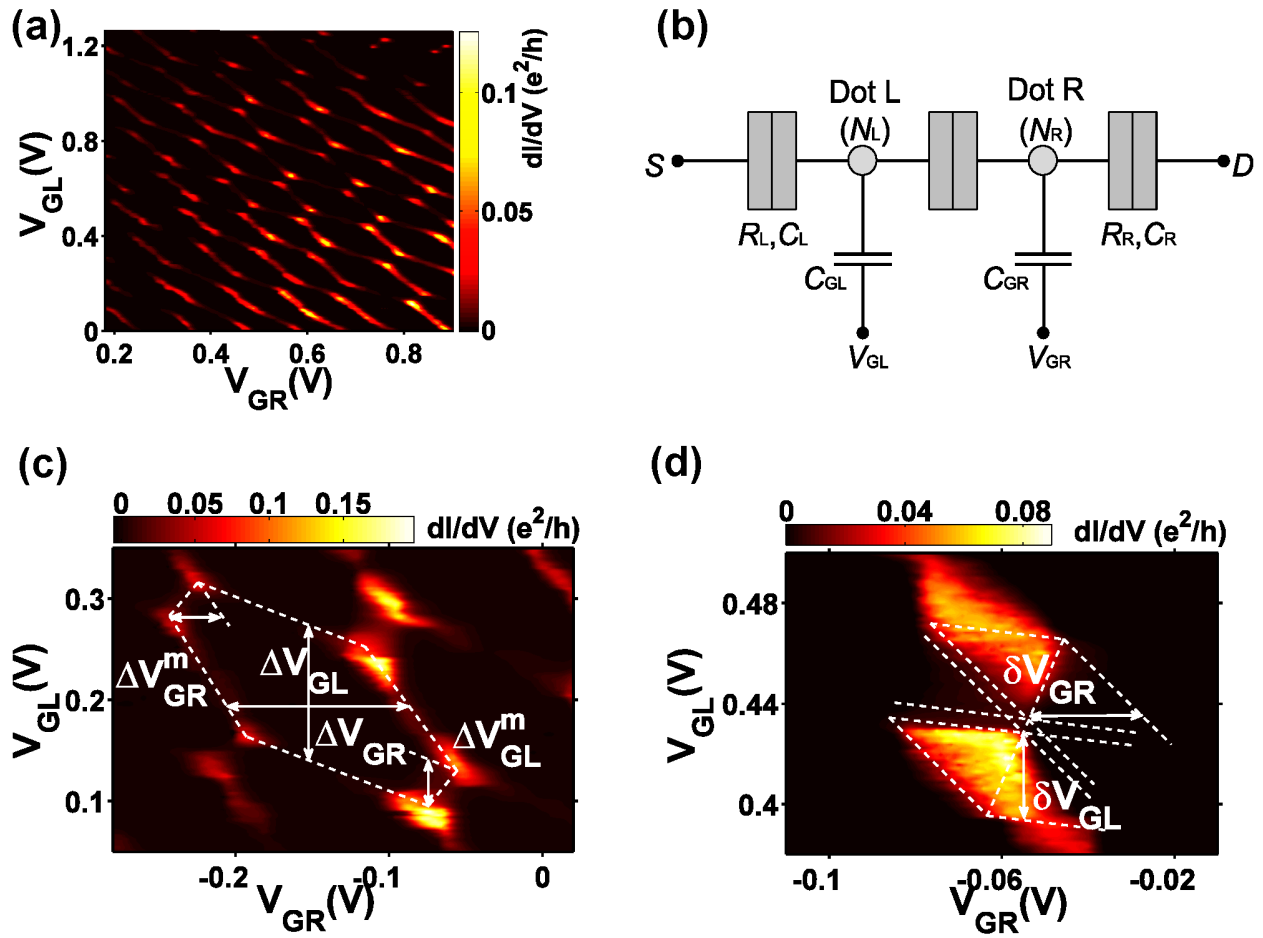 (a)
1.2
0.8
0.4
0
V_GL(V)
0.2 0.4 0.6 0.8
V_GR(V)
0.1
0.05
0
dI/dV (e²/h)
(b)
Dot L
(N_L)
Dot R
(N_R)
S
D
R_L,C_L
R_R,C_R
C_GL
C_GR
V_GL
V_GR
(c)
0 0.05 0.1 0.15
dI/dV (e²/h)
0.3
0.2
0.1
V_GL(V)
ΔV^m_GR
ΔV_GL
ΔV_GR
ΔV^m_GL
-0.2 -0.1 0
V_GR(V)
(d)
0 0.04 0.08
dI/dV (e²/h)
0.48
0.44
0.4
V_GL(V)
δV_GR
δV_GL
-0.1 -0.06 -0.02
V_GR(V)